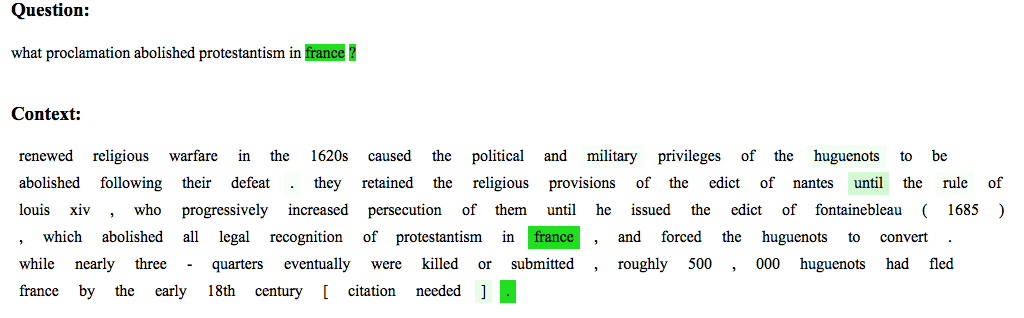 Question:
what proclamation abolished protestantism in france ?
Context:
renewed religious warfare in the 1620s caused the political and military privileges of the huguenots to be
abolished following their defeat . they retained the religious provisions of the edict of nantes until the rule of
louis xiv , who progressively increased persecution of them until he issued the edict of fontainebleau ( 1685 )
, which abolished all legal recognition of protestantism in france , and forced the huguenots to convert .
while nearly three - quarters eventually were killed or submitted , roughly 500 , 000 huguenots had fled
france by the early 18th century [ citation needed ] .